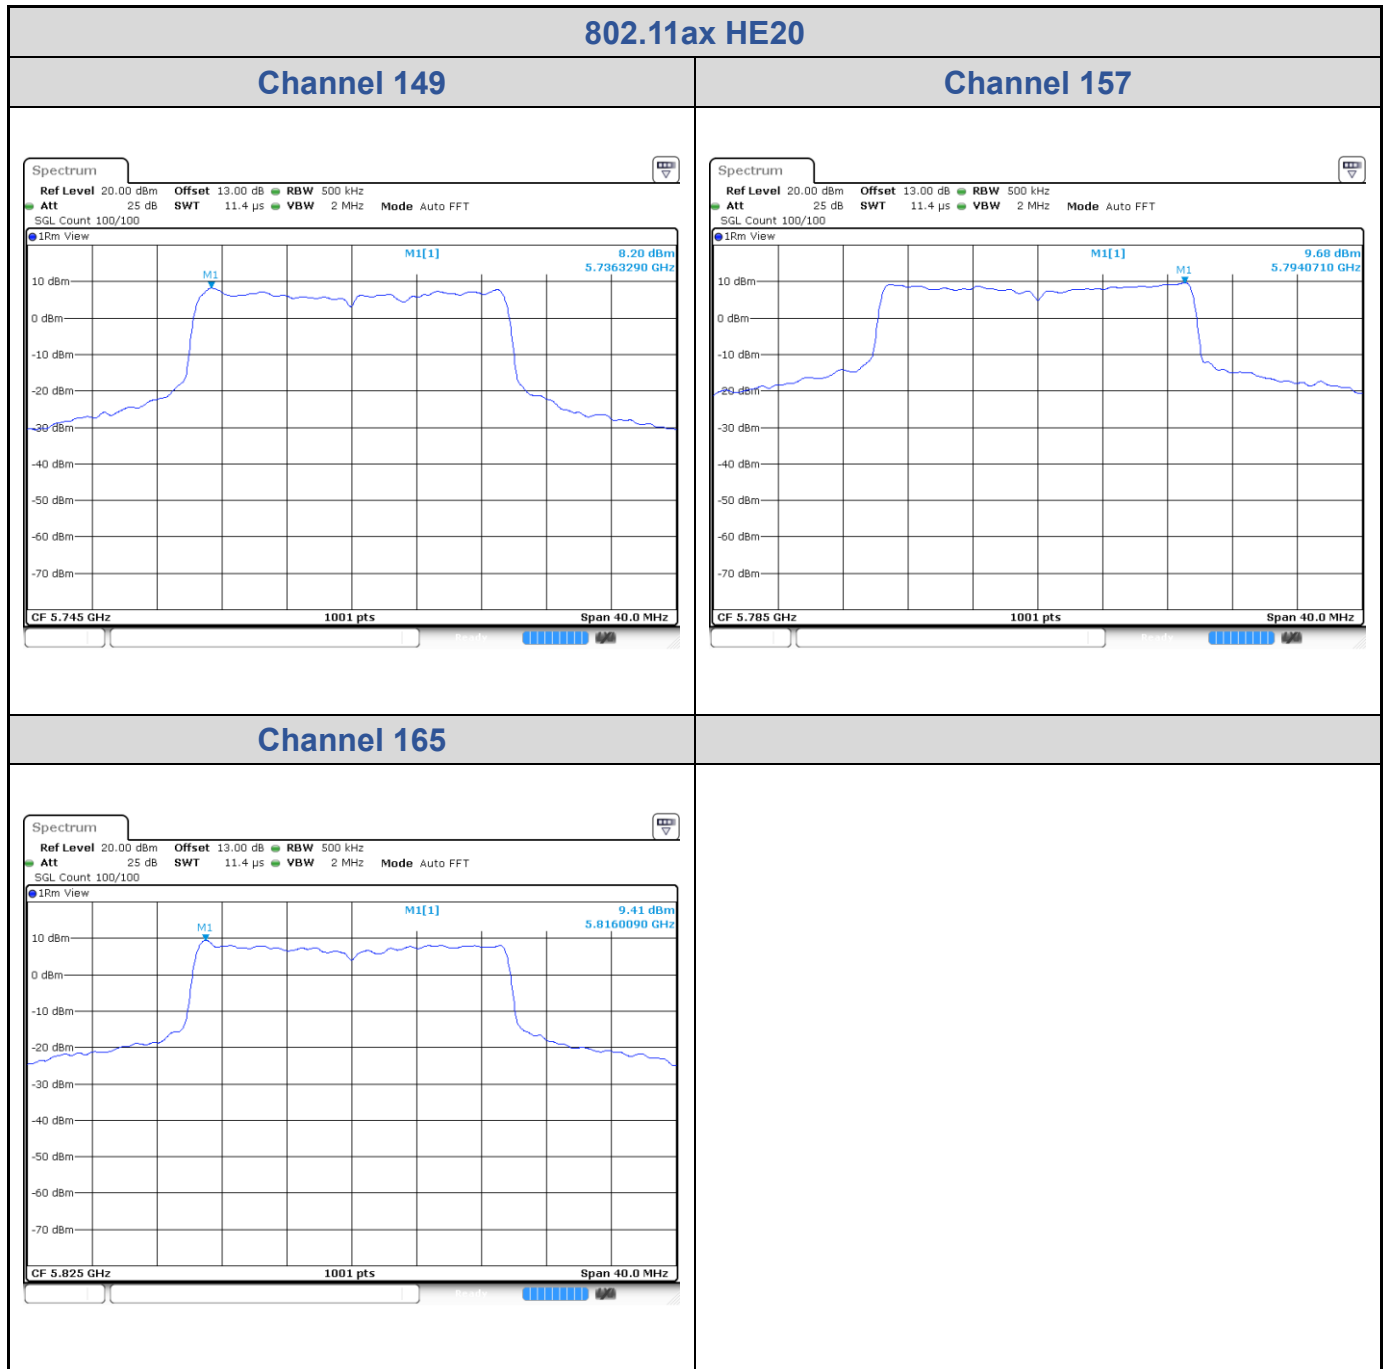 802.11ax HE20
Channel 149
Channel 157
Spectrum
Ref Level 20.00 dBm Offset 13.00 dB RBW 500 kHz
Att 25 dB SWT 11.4 µs VBW 2 MHz Mode Auto FFT
SGL Count 100/100
1Rm View
M1[1] 8.20 dBm
5.7363290 GHz
M1
10 dBm
0 dBm
-10 dBm
-20 dBm
-30 dBm
-40 dBm
-50 dBm
-60 dBm
-70 dBm
CF 5.745 GHz 1001 pts Span 40.0 MHz
Spectrum
Ref Level 20.00 dBm Offset 13.00 dB RBW 500 kHz
Att 25 dB SWT 11.4 µs VBW 2 MHz Mode Auto FFT
SGL Count 100/100
1Rm View
M1[1] 9.68 dBm
5.7940710 GHz
M1
10 dBm
0 dBm
-10 dBm
-20 dBm
-30 dBm
-40 dBm
-50 dBm
-60 dBm
-70 dBm
CF 5.785 GHz 1001 pts Span 40.0 MHz
Ready
Channel 165
Spectrum
Ref Level 20.00 dBm Offset 13.00 dB RBW 500 kHz
Att 25 dB SWT 11.4 µs VBW 2 MHz Mode Auto FFT
SGL Count 100/100
1Rm View
M1[1] 9.41 dBm
5.8160090 GHz
M1
10 dBm
0 dBm
-10 dBm
-20 dBm
-30 dBm
-40 dBm
-50 dBm
-60 dBm
-70 dBm
CF 5.825 GHz 1001 pts Span 40.0 MHz